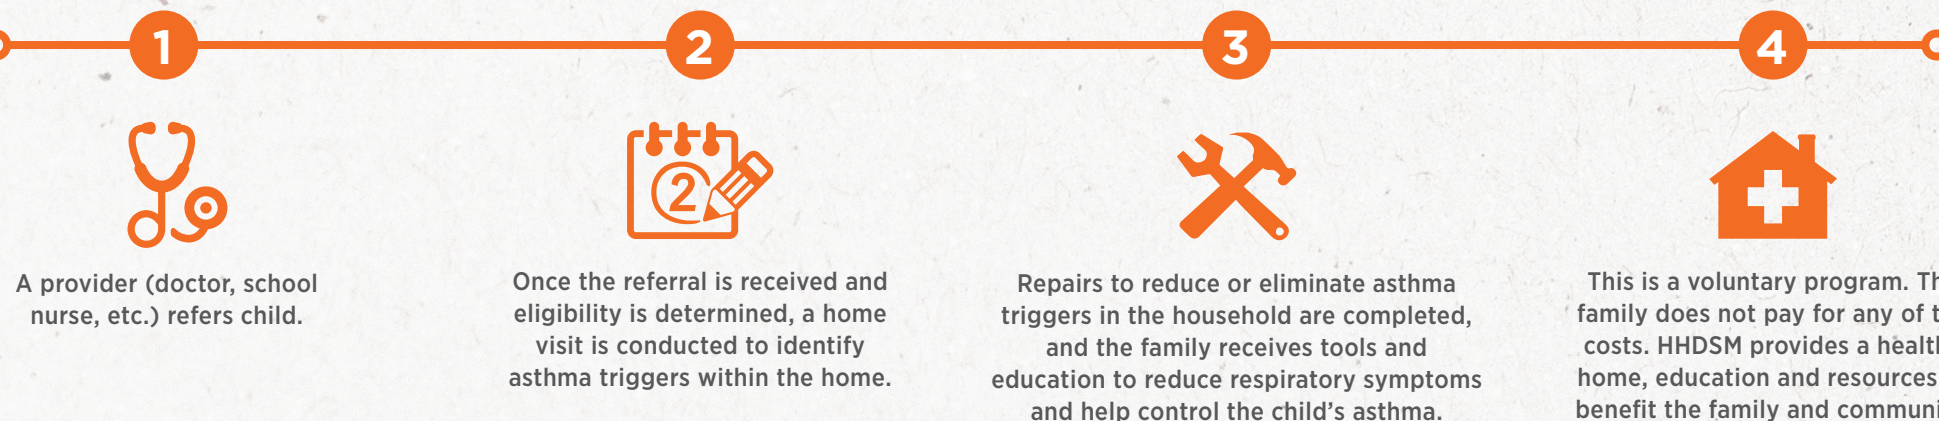 1
2
3
4
2
A provider (doctor, school
nurse, etc.) refers child.
Once the referral is received and
eligibility is determined, a home
visit is conducted to identify
asthma triggers within the home.
Repairs to reduce or eliminate asthma
triggers in the household are completed,
and the family receives tools and
education to reduce respiratory symptoms
and help control the child’s asthma.
This is a voluntary program.
family does not pay for any of
costs. HHDSM provides a
home, education and resources
benefit the family and